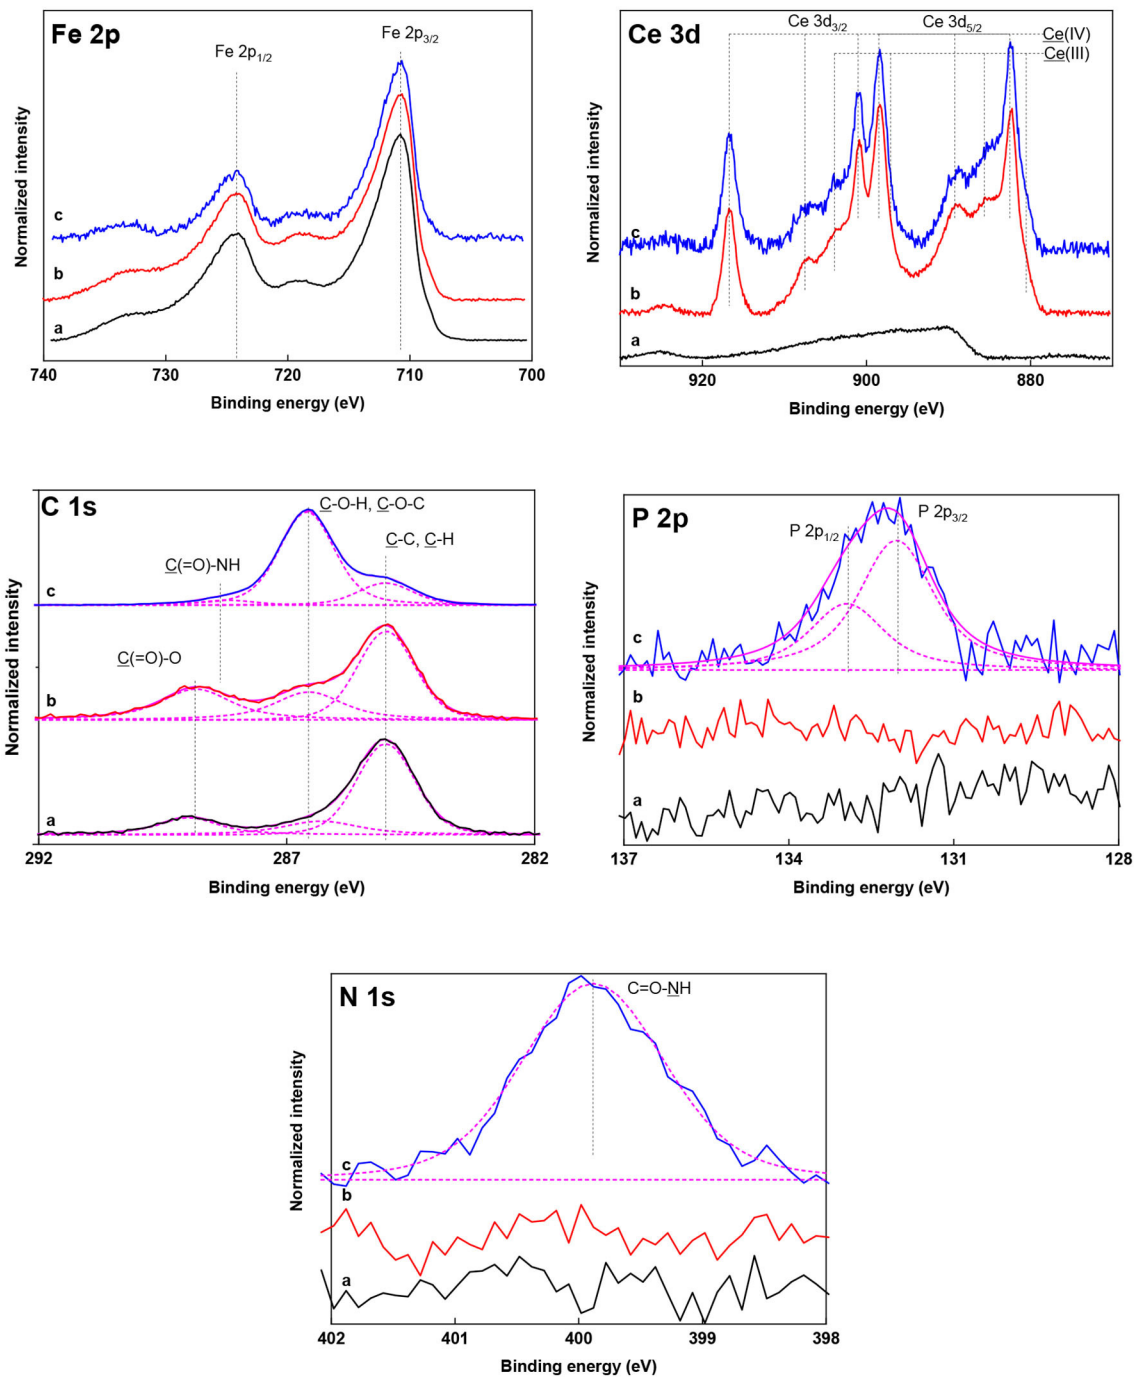 Fe 2p
Fe 2p1/2
Fe 2p3/2
c
b
a
Normalized intensity
740 730 720 710 700
Binding energy (eV)
Ce 3d
Ce 3d3/2
Ce 3d5/2
Ce(IV)
Ce(III)
c
b
a
Normalized intensity
920 900 880
Binding energy (eV)
C 1s
C-O-H, C-O-C
C-C, C-H
C(=O)-NH
C(=O)-O
c
b
a
Normalized intensity
292 287 282
Binding energy (eV)
P 2p
P 2p1/2
P 2p3/2
c
b
a
Normalized intensity
137 134 131 128
Binding energy (eV)
N 1s
C=O-NH
c
b
a
Normalized intensity
402 401 400 399 398
Binding energy (eV)